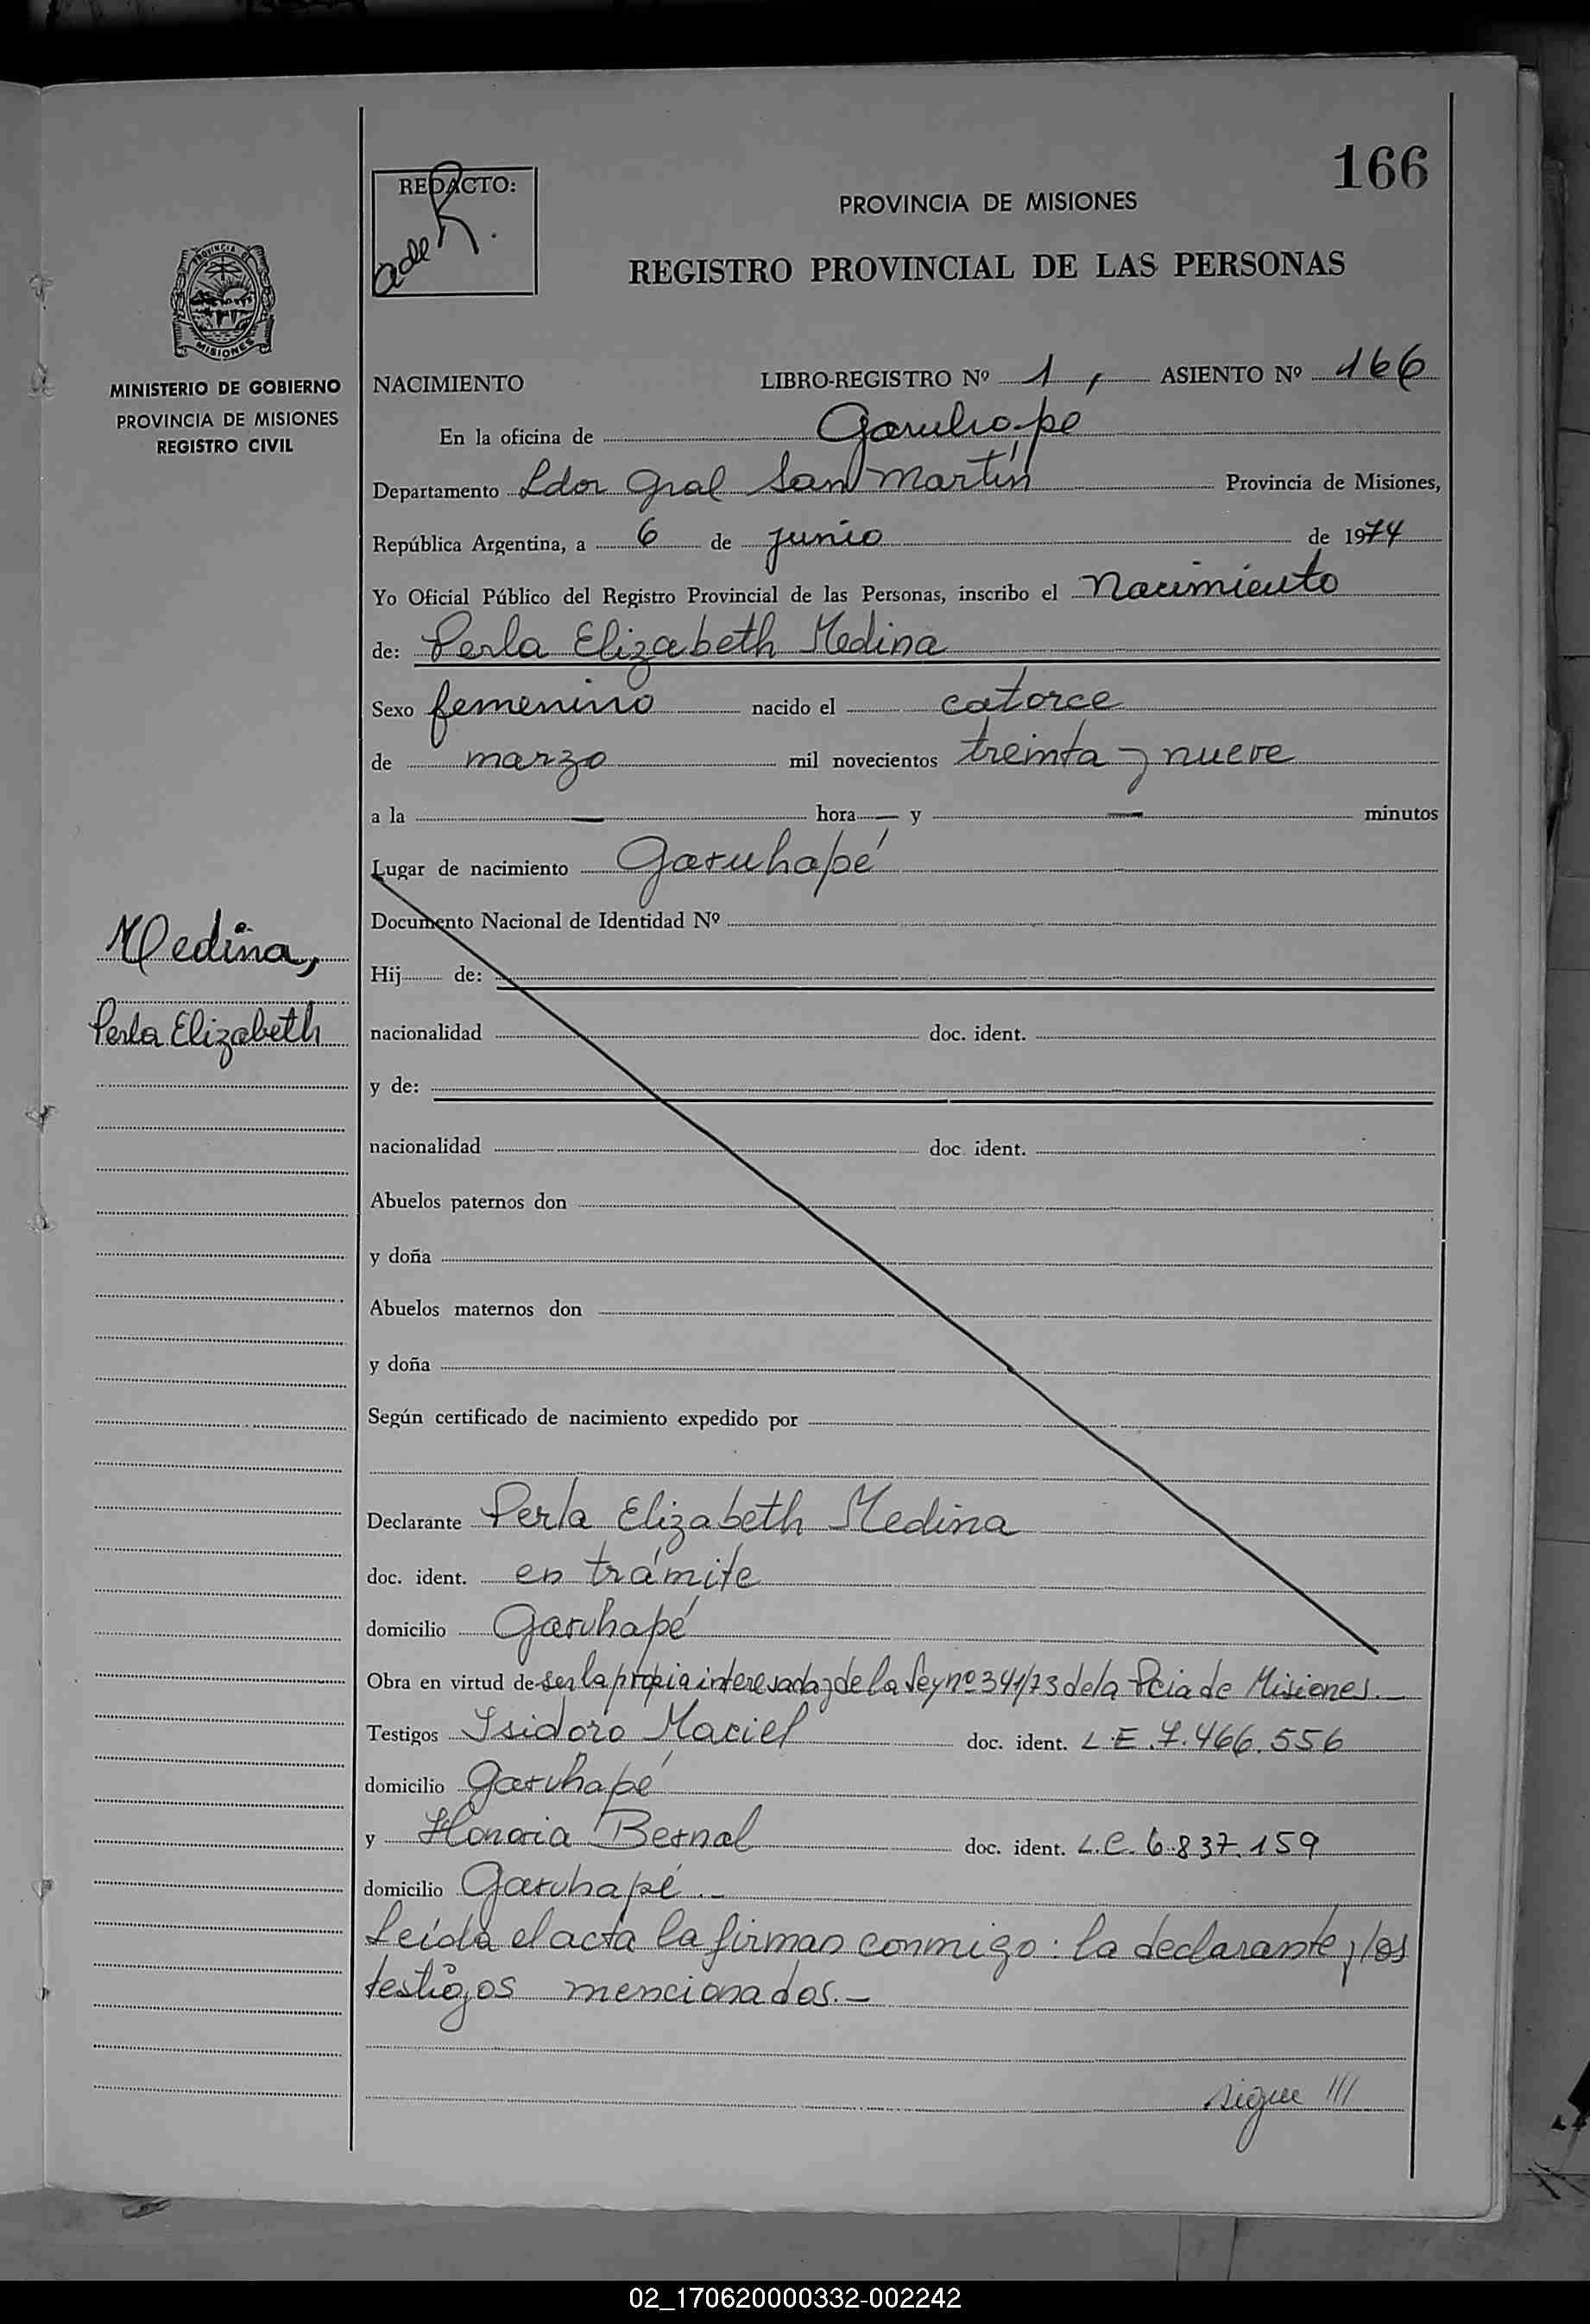 166
REDACTO:
adeR.
PROVINCIA DE MISIONES
REGISTRO PROVINCIAL DE LAS PERSONAS
PROVINCIA DE
MISIONES
MINISTERIO DE GOBIERNO
PROVINCIA DE MISIONES
REGISTRO CIVIL
NACIMIENTO LIBRO-REGISTRO Nº 1, ASIENTO Nº 166
En la oficina de Garuhapé
Departamento Ldor Gral San Martín Provincia de Misiones,
República Argentina, a 6 de junio de 1974
Yo Oficial Público del Registro Provincial de las Personas, inscribo el Nacimiento
de: Perla Elizabeth Medina
Sexo femenino nacido el catorce
de marzo mil novecientos treinta y nueve
a la — hora — y — minutos
Lugar de nacimiento Garuhapé
Documento Nacional de Identidad Nº
Hij de:
nacionalidad doc. ident.
y de:
nacionalidad doc. ident.
Abuelos paternos don
y doña
Abuelos maternos don
y doña
Según certificado de nacimiento expedido por
Medina,
Perla Elizabeth
Declarante Perla Elizabeth Medina
doc. ident. en trámite
domicilio Garuhapé
Obra en virtud de ser la propia interesada y de la Ley nº 341/73 de la Pcia de Misiones.—
Testigos Isidoro Maciel doc. ident. L.E. 7.466.556
domicilio Garuhapé
y Honoria Bernal doc. ident. L.C. 6.837.159
domicilio Garuhapé.-
Leída el acta la firman conmigo: la declarante y los
testigos mencionados.—
sigue ///
02_170620000332-002242